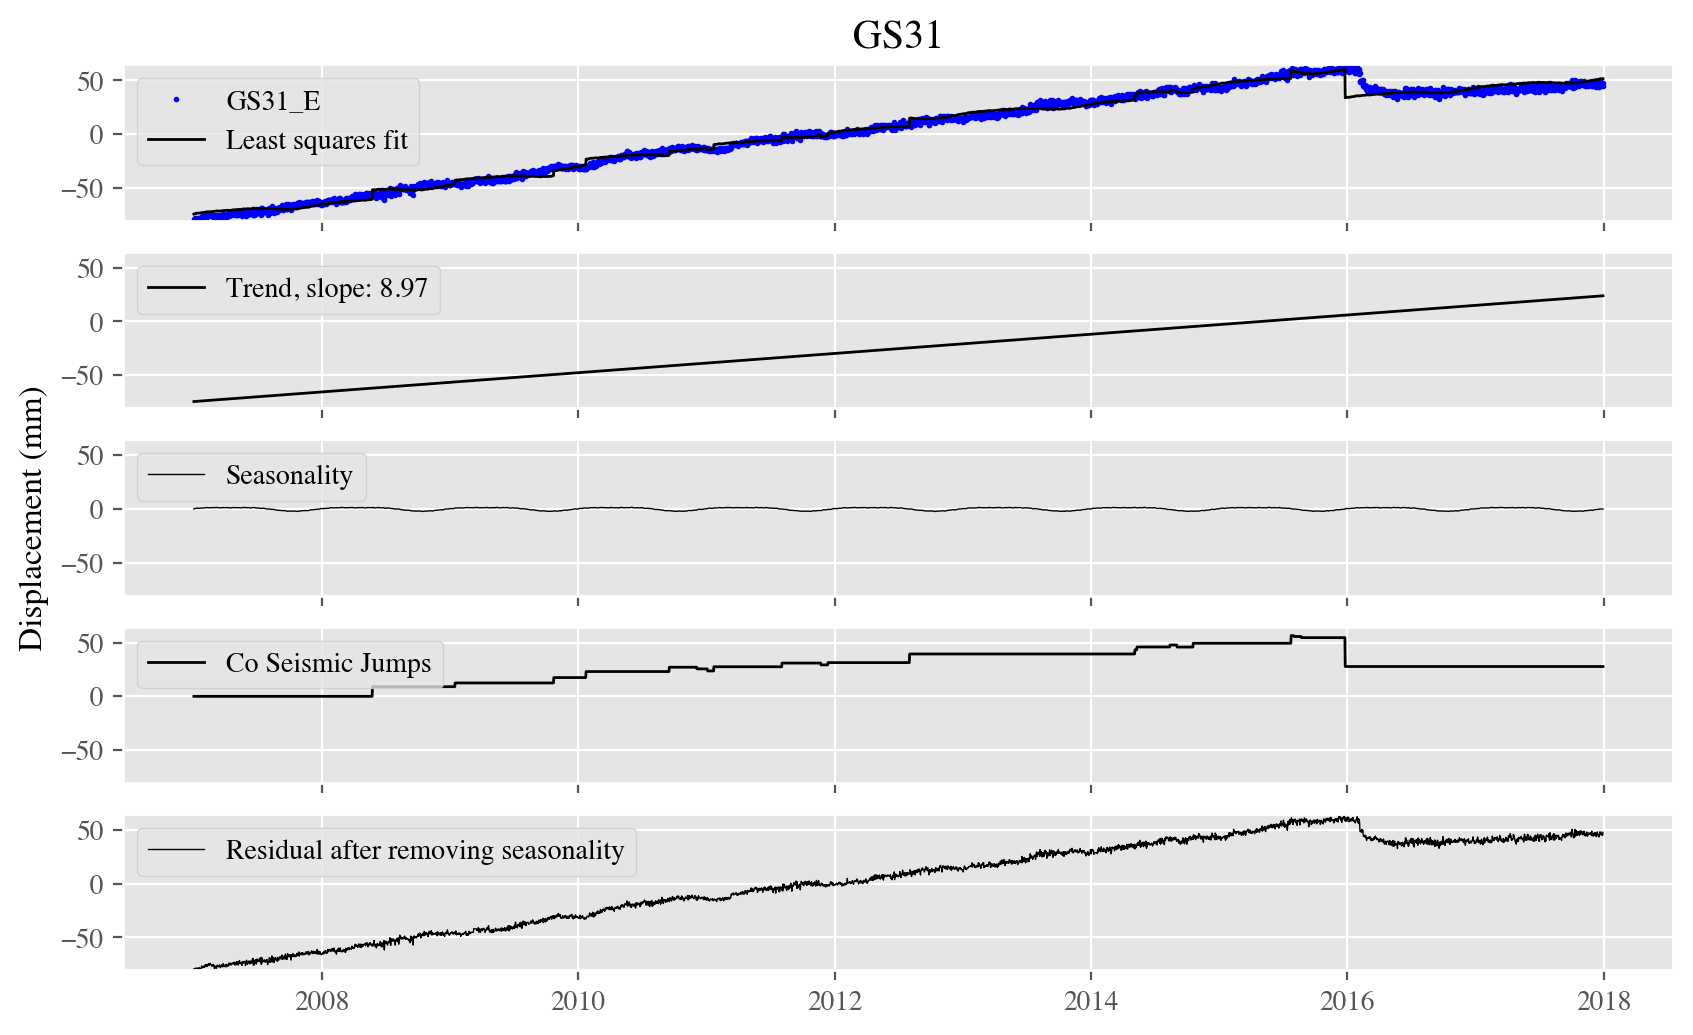 GS31
50
0
−50
GS31_E
Least squares fit
50
0
−50
Trend, slope: 8.97
50
0
−50
Seasonality
50
0
−50
Co Seismic Jumps
50
0
−50
Residual after removing seasonality
Displacement (mm)
2008 2010 2012 2014 2016 2018